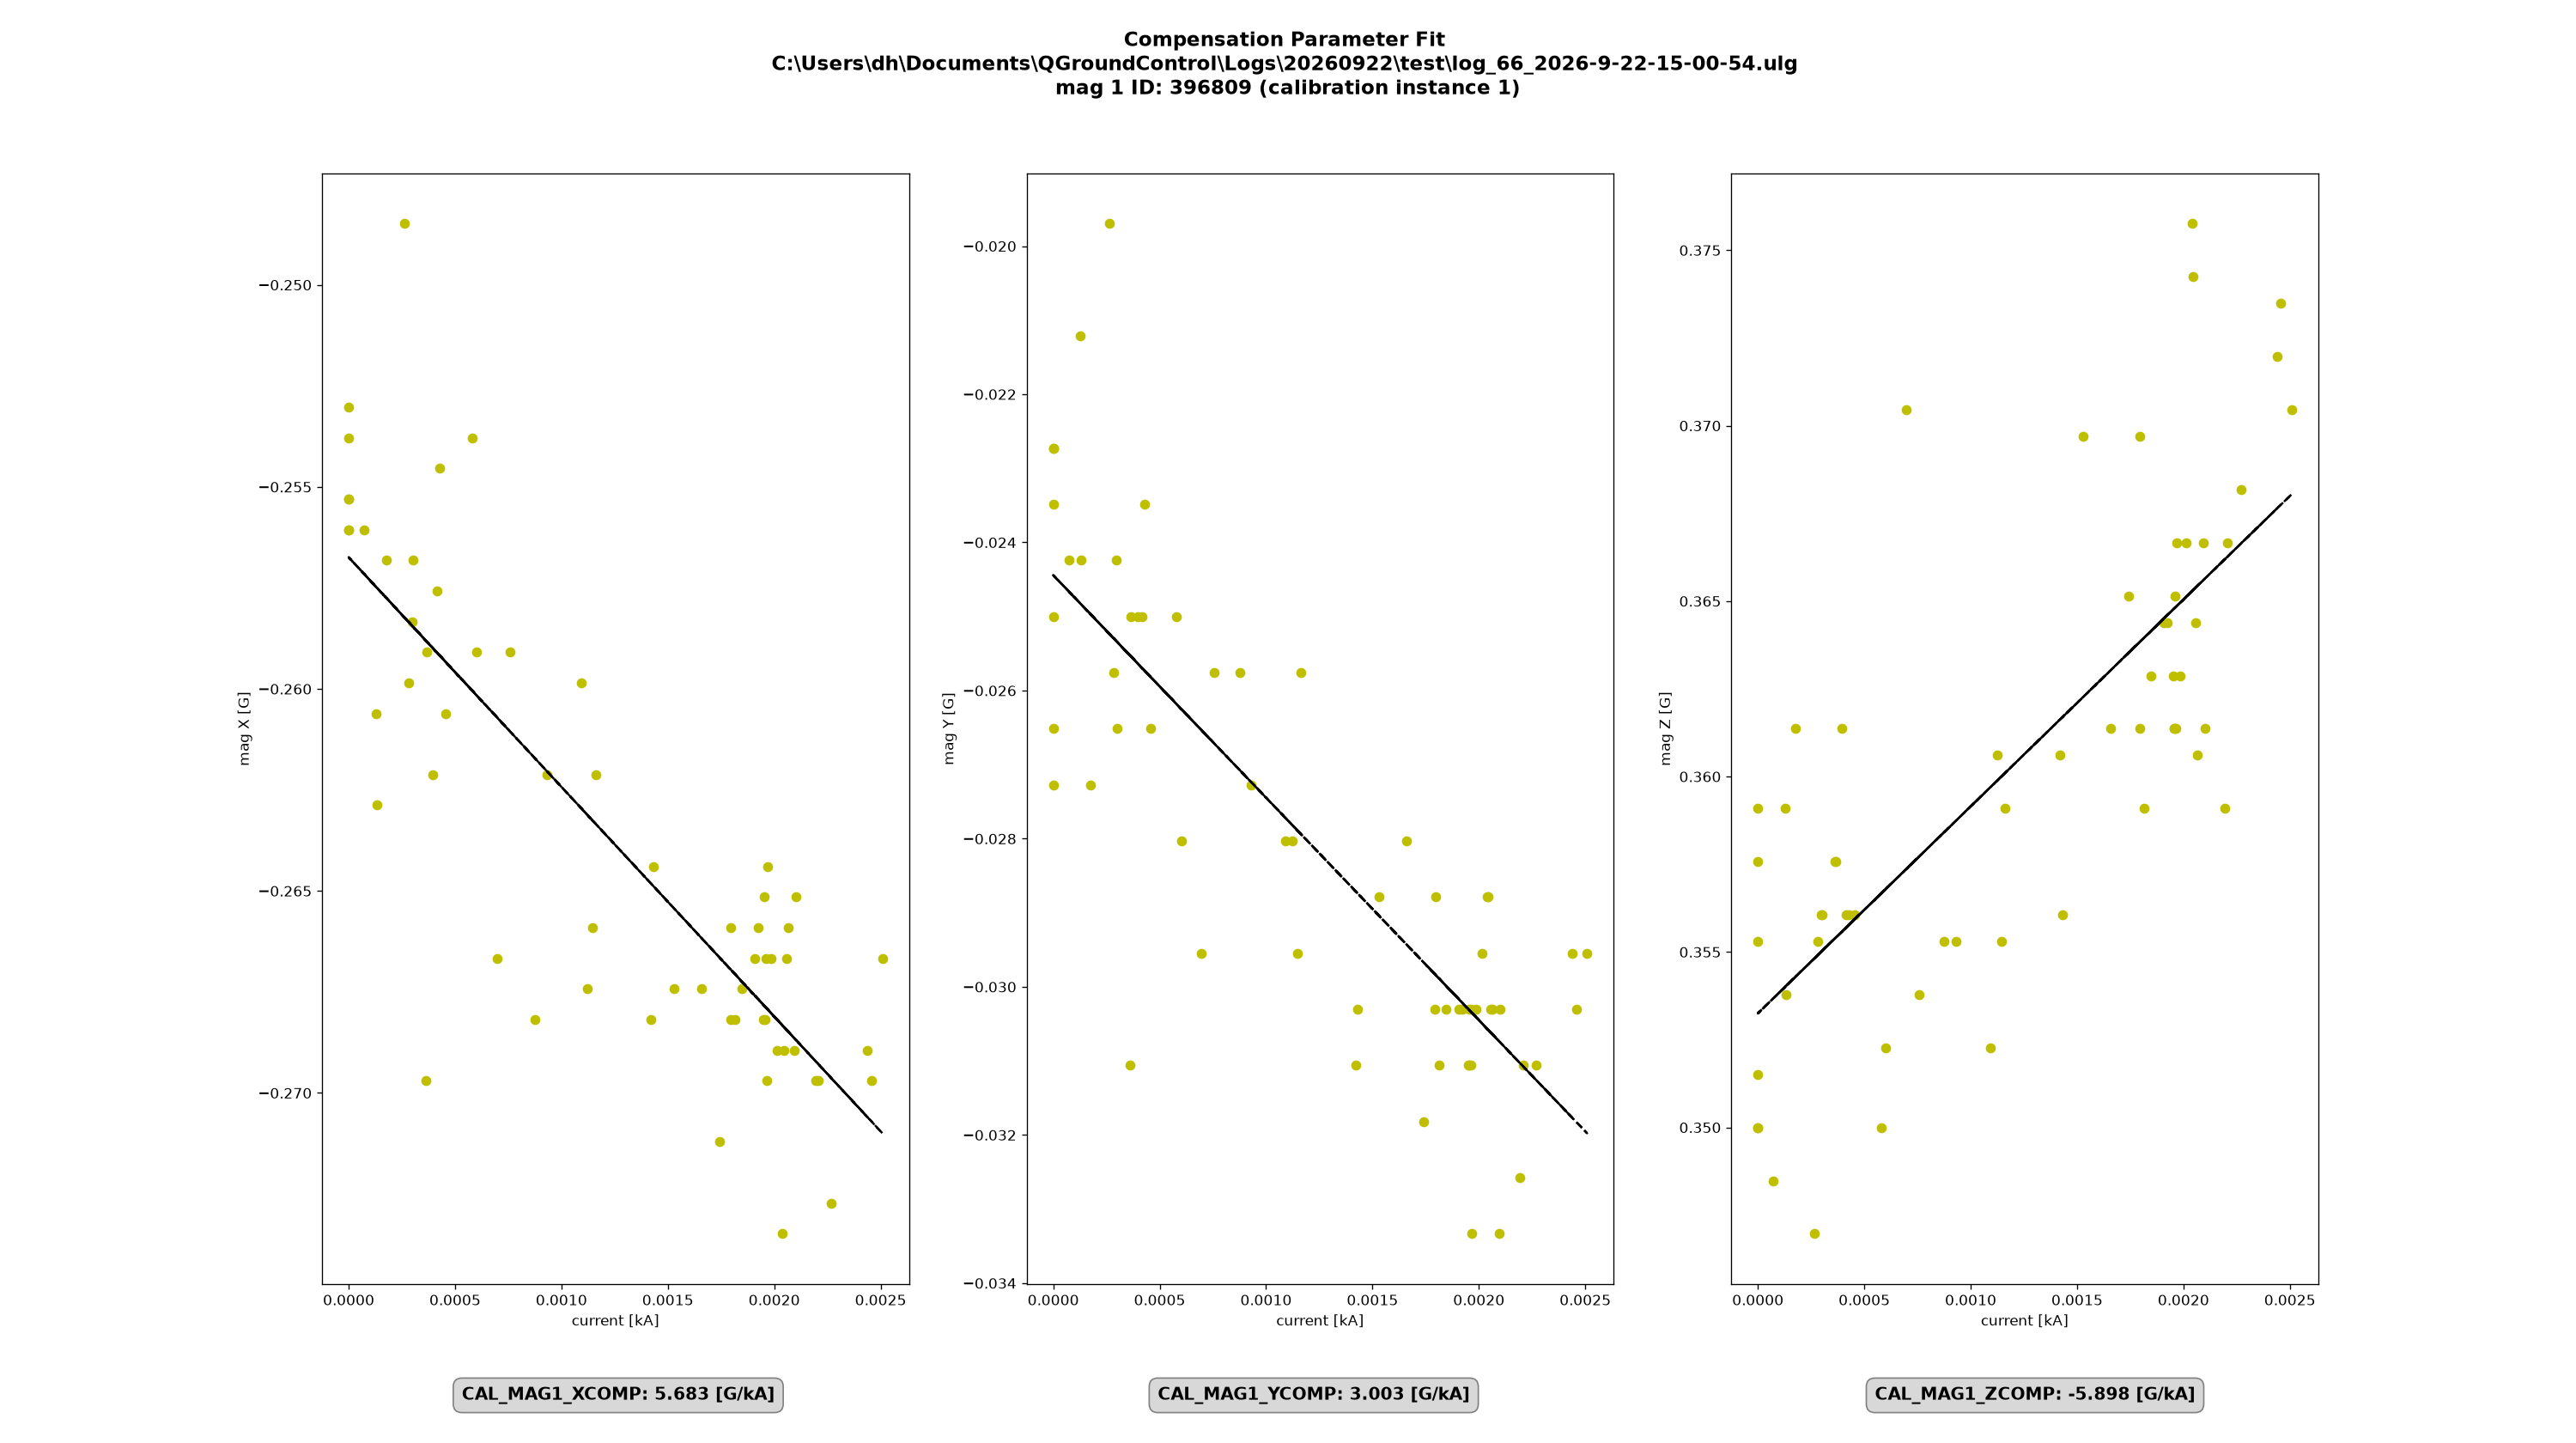 Compensation Parameter Fit
C:\Users\dh\Documents\QGroundControl\Logs\20260922\test\log_66_2026-9-22-15-00-54.ulg
mag 1 ID: 396809 (calibration instance 1)
mag X [G]
−0.250
−0.255
−0.260
−0.265
−0.270
0.0000 0.0005 0.0010 0.0015 0.0020 0.0025
current [kA]
CAL_MAG1_XCOMP: 5.683 [G/kA]
mag Y [G]
−0.020
−0.022
−0.024
−0.026
−0.028
−0.030
−0.032
−0.034
0.0000 0.0005 0.0010 0.0015 0.0020 0.0025
current [kA]
CAL_MAG1_YCOMP: 3.003 [G/kA]
mag Z [G]
0.375
0.370
0.365
0.360
0.355
0.350
0.0000 0.0005 0.0010 0.0015 0.0020 0.0025
current [kA]
CAL_MAG1_ZCOMP: -5.898 [G/kA]